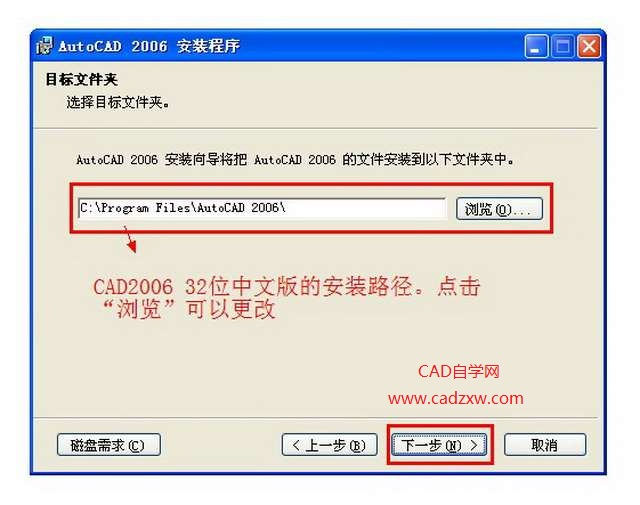 AutoCAD 2006 安装程序
目标文件夹
选择目标文件夹。
AutoCAD 2006 安装向导将把 AutoCAD 2006 的文件安装到以下文件夹中。
C:\Program Files\AutoCAD 2006\
浏览(O)...
CAD2006 32位中文版的安装路径。点击
“浏览”可以更改
CAD自学网
www.cadzxw.com
磁盘需求(C)
< 上一步(B)
下一步(N) >
取消